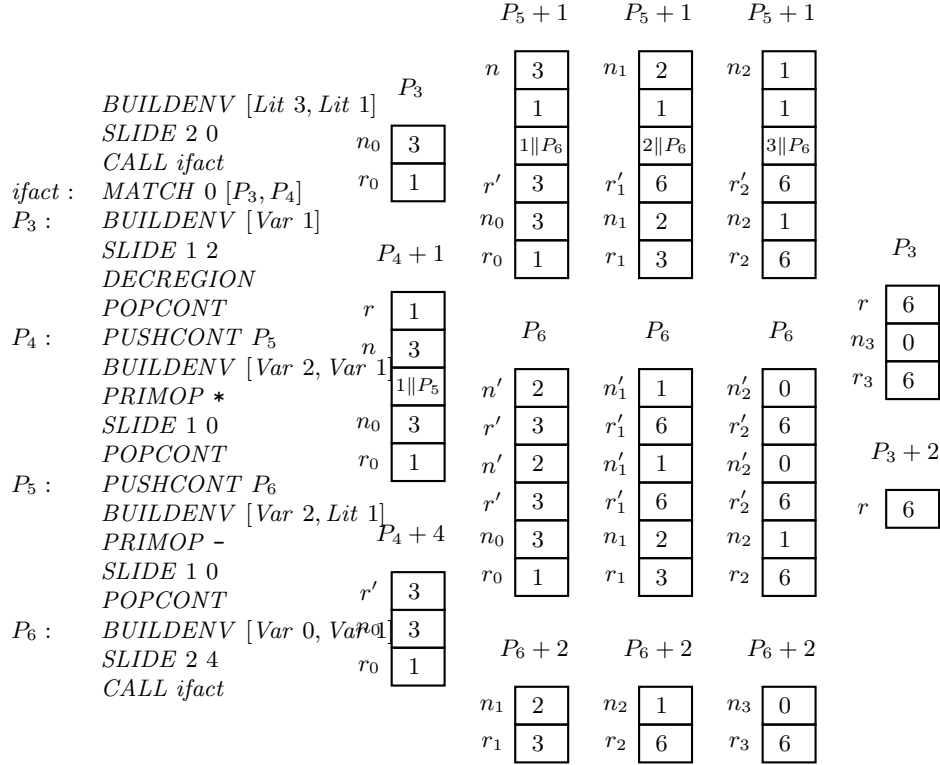 BUILDENV [Lit 3, Lit 1]
SLIDE 2 0
CALL ifact
ifact : MATCH 0 [P₃, P₄]
P₃ : BUILDENV [Var 1]
SLIDE 1 2
DECREGION
POPCONT
P₄ : PUSHCONT P₅
BUILDENV [Var 2, Var 1]
PRIMOP *
SLIDE 1 0
POPCONT
P₅ : PUSHCONT P₆
BUILDENV [Var 2, Lit 1]
PRIMOP -
SLIDE 1 0
POPCONT
P₆ : BUILDENV [Var 0, Var 1]
SLIDE 2 4
CALL ifact
P₃
n₀ 3
r₀ 1
P₄ + 1
r 1
n 3
1‖P₅
n₀ 3
r₀ 1
P₄ + 4
r′ 3
n₀ 3
r₀ 1
P₅ + 1
n 3
1
1‖P₆
r′ 3
n₀ 3
r₀ 1
P₆
n′ 2
r′ 3
n′ 2
r′ 3
n₀ 3
r₀ 1
P₆ + 2
n₁ 2
r₁ 3
P₅ + 1
n₁ 2
1
2‖P₆
r′₁ 6
n₁ 2
r₁ 3
P₆
n′₁ 1
r′₁ 6
n′₁ 1
r′₁ 6
n₁ 2
r₁ 3
P₆ + 2
n₂ 1
r₂ 6
P₅ + 1
n₂ 1
1
3‖P₆
r′₂ 6
n₂ 1
r₂ 6
P₆
n′₂ 0
r′₂ 6
n′₂ 0
r′₂ 6
n₂ 1
r₂ 6
P₆ + 2
n₃ 0
r₃ 6
P₃
r 6
n₃ 0
r₃ 6
P₃ + 2
r 6